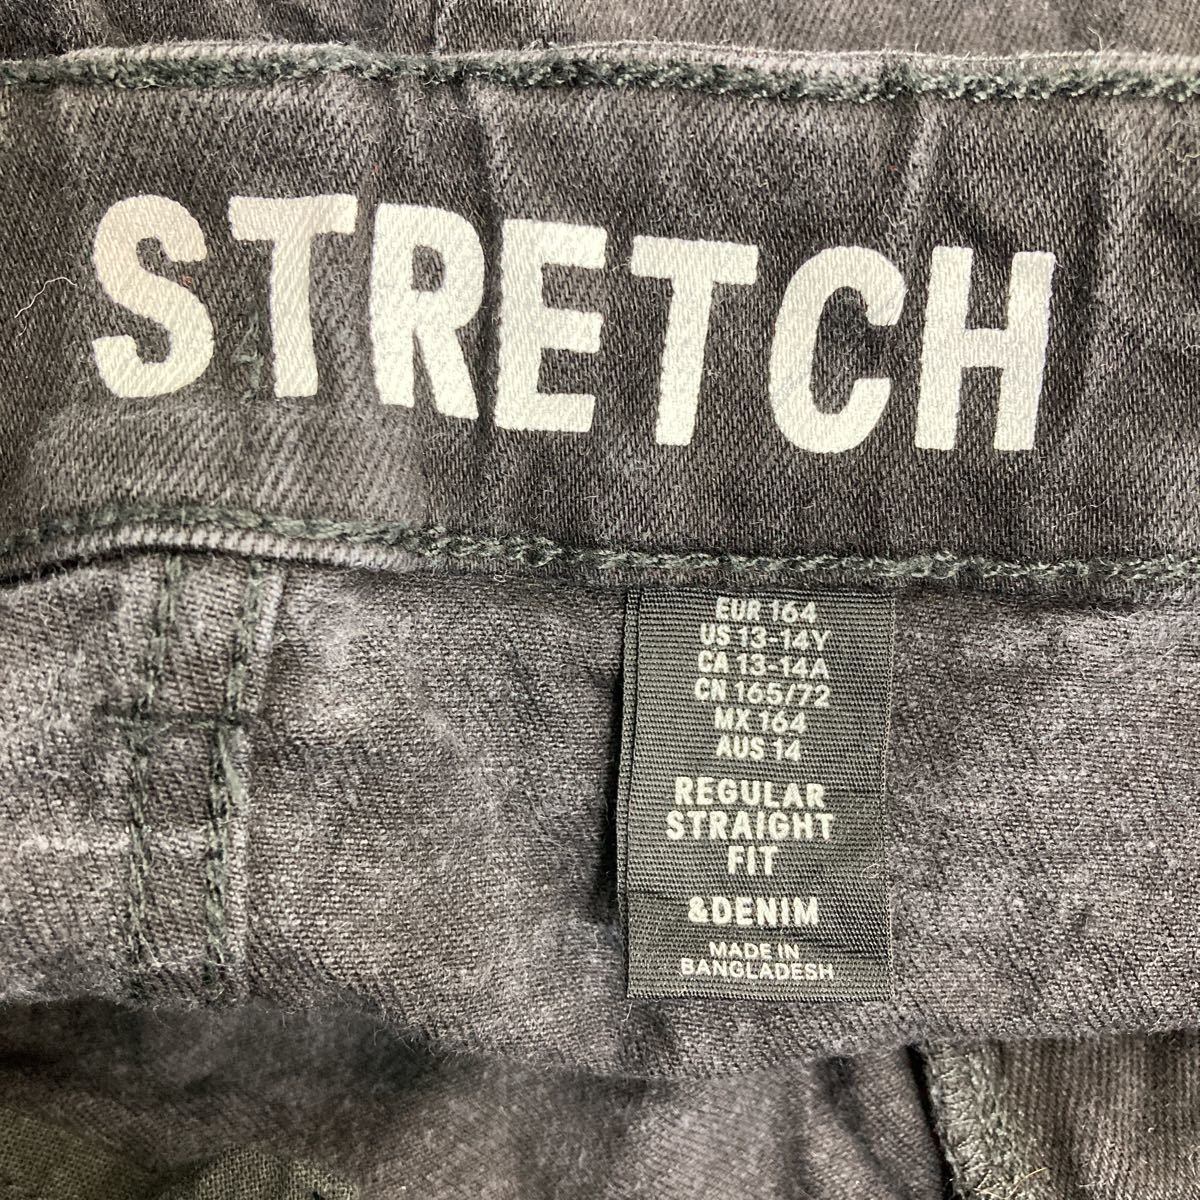 STRETCH
EUR 164
US 13-14Y
CA 13-14A
CN 165/72
MX 164
AUS 14
REGULAR
STRAIGHT
FIT
&DENIM
MADE IN
BANGLADESH